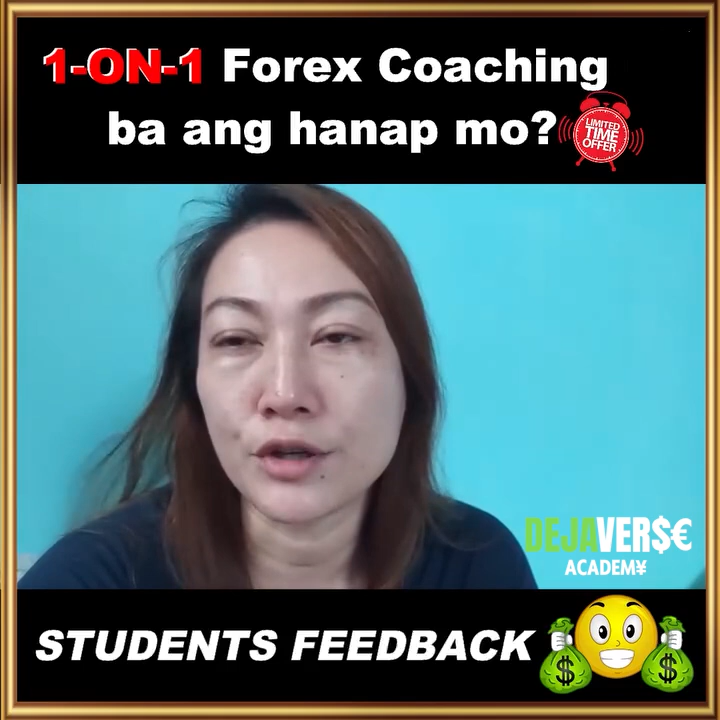 1-ON-1 Forex Coaching
ba ang hanap mo?
LIMITED
TIME
OFFER
DEJAVER$€
ACADEM¥
STUDENTS FEEDBACK
$ $